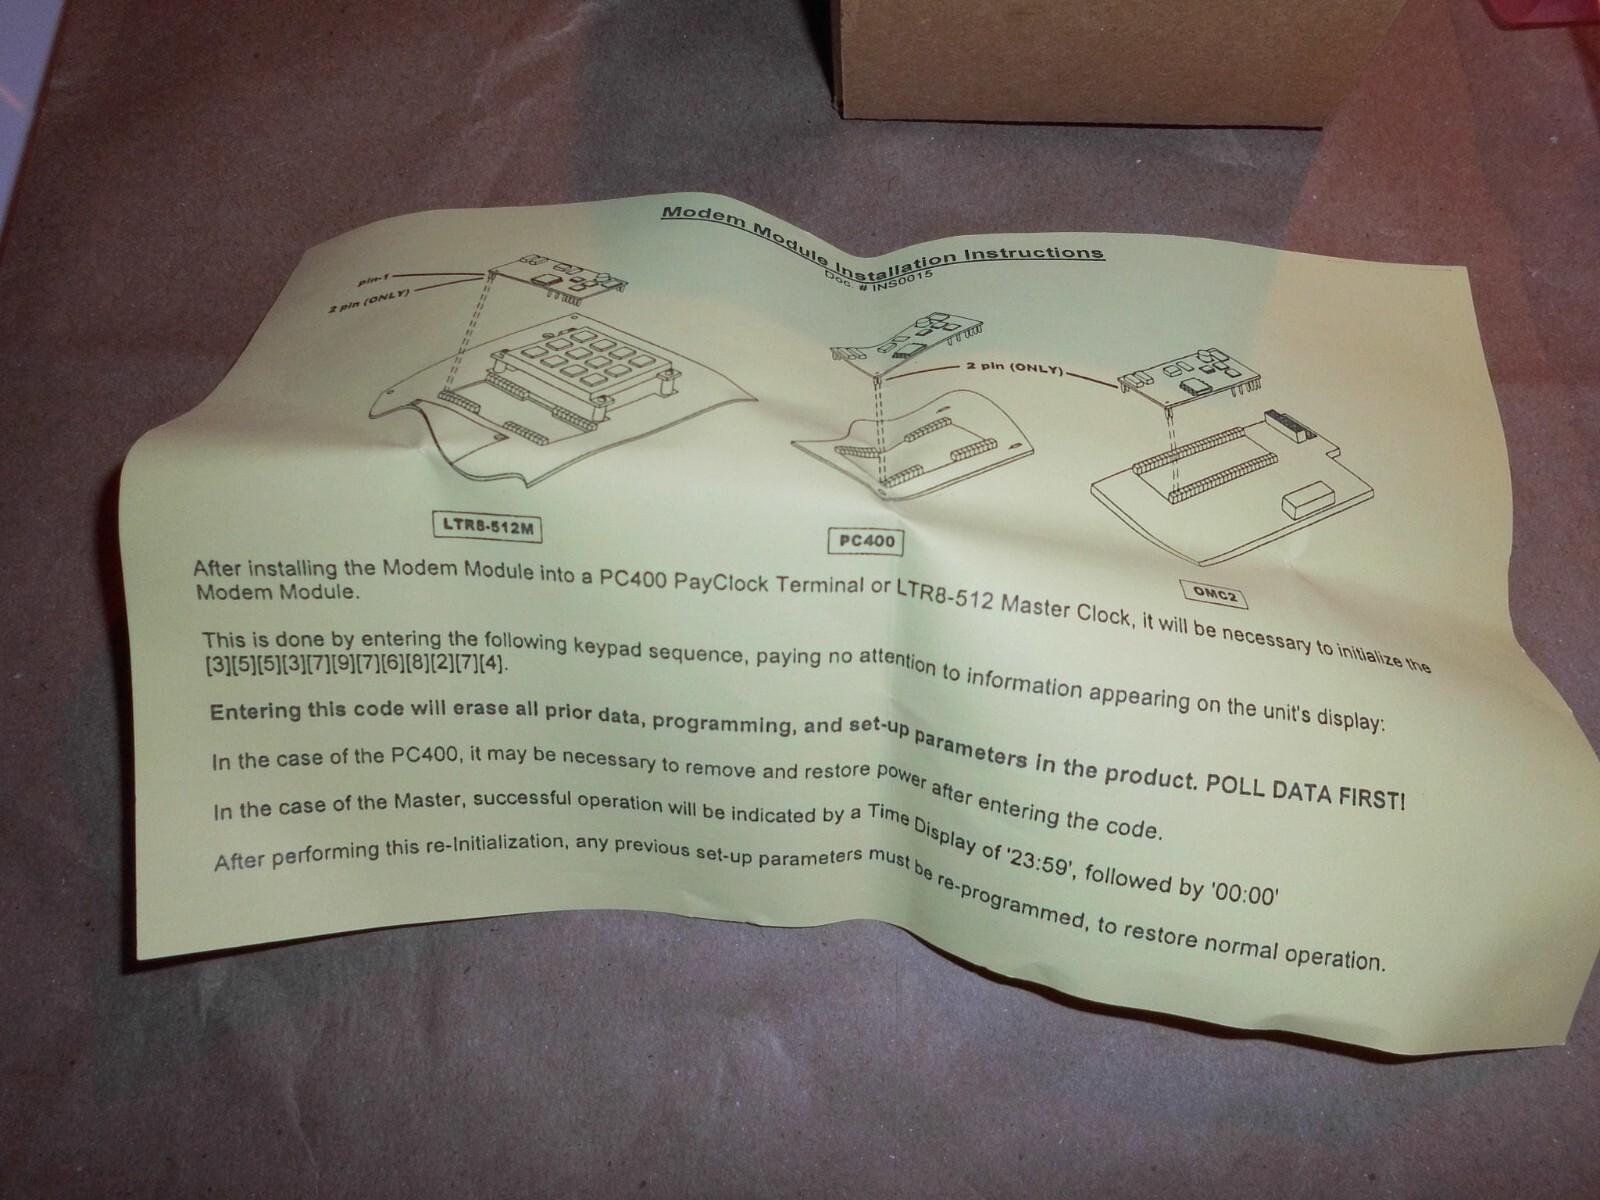 Modem Module Installation Instructions
Doc. # INS0015
pin-1
2 pin (ONLY)
2 pin (ONLY)
LTR8-512M
PC400
OMC2
After installing the Modem Module into a PC400 PayClock Terminal or LTR8-512 Master Clock, it will be necessary to initialize the
Modem Module.
This is done by entering the following keypad sequence, paying no attention to information appearing on the unit's display:
[3][5][5][3][7][9][7][6][8][2][7][4].
Entering this code will erase all prior data, programming, and set-up parameters in the product. POLL DATA FIRST!
In the case of the PC400, it may be necessary to remove and restore power after entering the code.
In the case of the Master, successful operation will be indicated by a Time Display of '23:59', followed by '00:00'
After performing this re-Initialization, any previous set-up parameters must be re-programmed, to restore normal operation.